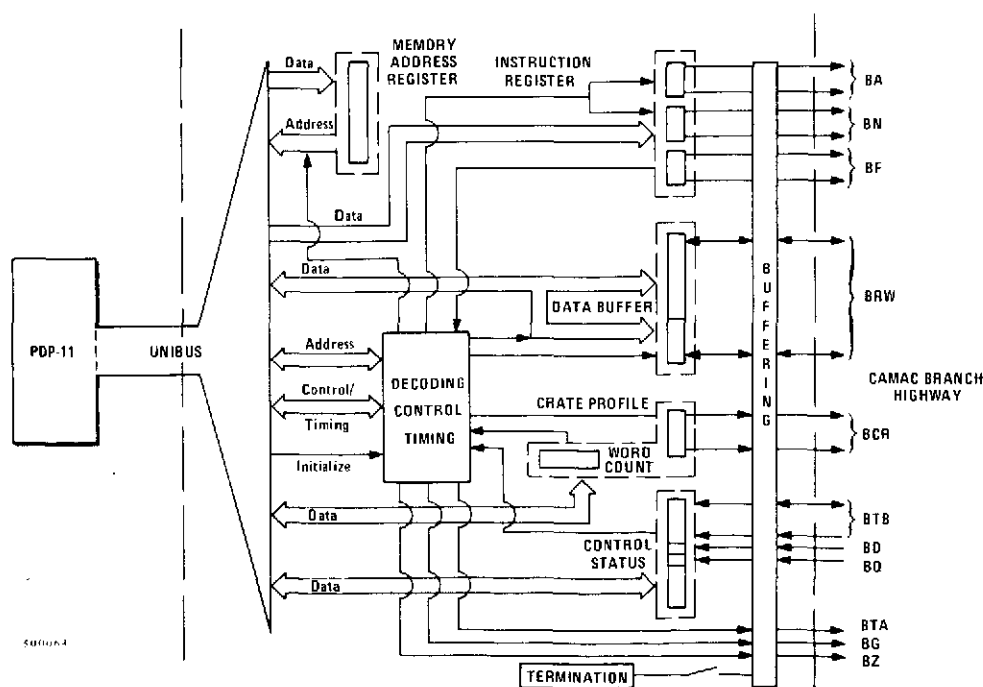 Data
MEMORY
ADDRESS
REGISTER
INSTRUCTION
REGISTER
BA
Address
BN
BF
Data
Data
DATA BUFFER
BUFFERING
BRW
PDP-11
UNIBUS
Address
DECODING
CONTROL
TIMING
Control/
Timing
CRATE PROFILE
CAMAC BRANCH
HIGHWAY
BCR
Initialize
WORD
COUNT
Data
BTB
CONTROL
STATUS
BD
BD
Data
BTA
BG
BZ
TERMINATION